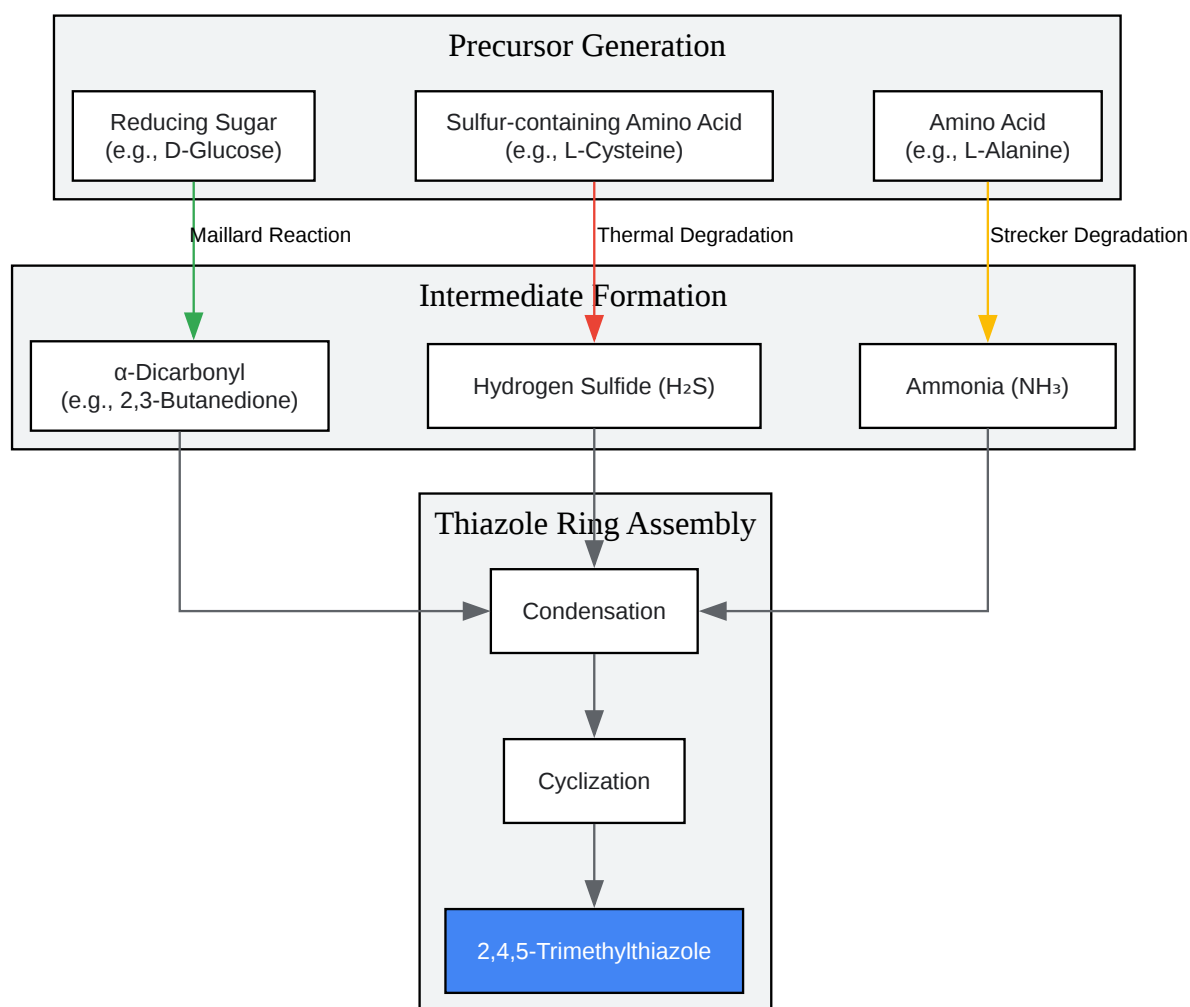 Precursor Generation
Reducing Sugar
(e.g., D-Glucose)
Sulfur-containing Amino Acid
(e.g., L-Cysteine)
Amino Acid
(e.g., L-Alanine)
Maillard Reaction
Thermal Degradation
Strecker Degradation
Intermediate Formation
α-Dicarbonyl
(e.g., 2,3-Butanedione)
Hydrogen Sulfide (H₂S)
Ammonia (NH₃)
Thiazole Ring Assembly
Condensation
Cyclization
2,4,5-Trimethylthiazole